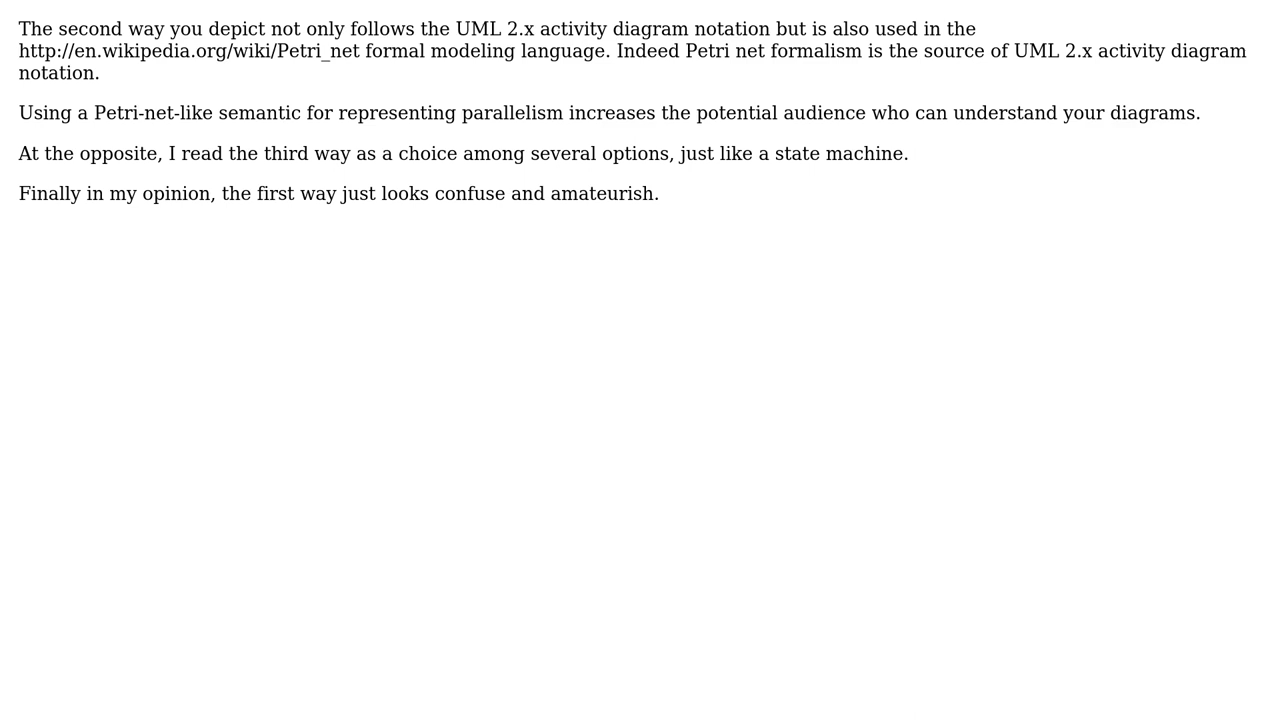 The second way you depict not only follows the UML 2.x activity diagram notation but is also used in the
http://en.wikipedia.org/wiki/Petri_net formal modeling language. Indeed Petri net formalism is the source of UML 2.x activity diagram
notation.
Using a Petri-net-like semantic for representing parallelism increases the potential audience who can understand your diagrams.
At the opposite, I read the third way as a choice among several options, just like a state machine.
Finally in my opinion, the first way just looks confuse and amateurish.